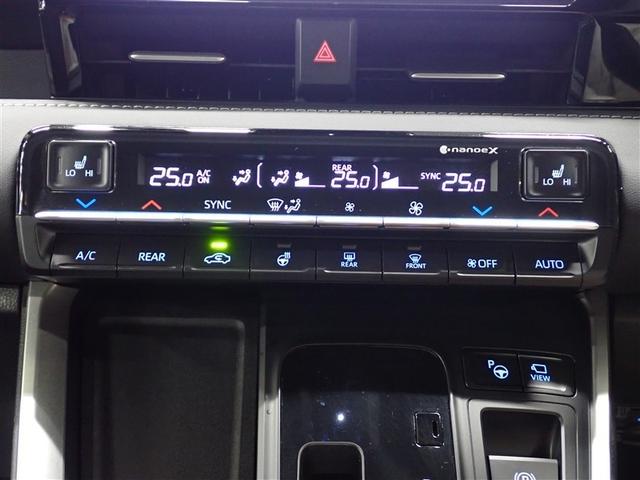 nanoeX
LO HI
25.0 A/C ON
REAR 25.0
SYNC 25.0
LO HI
SYNC
A/C
REAR
REAR
FRONT
OFF
AUTO
P
VIEW
P